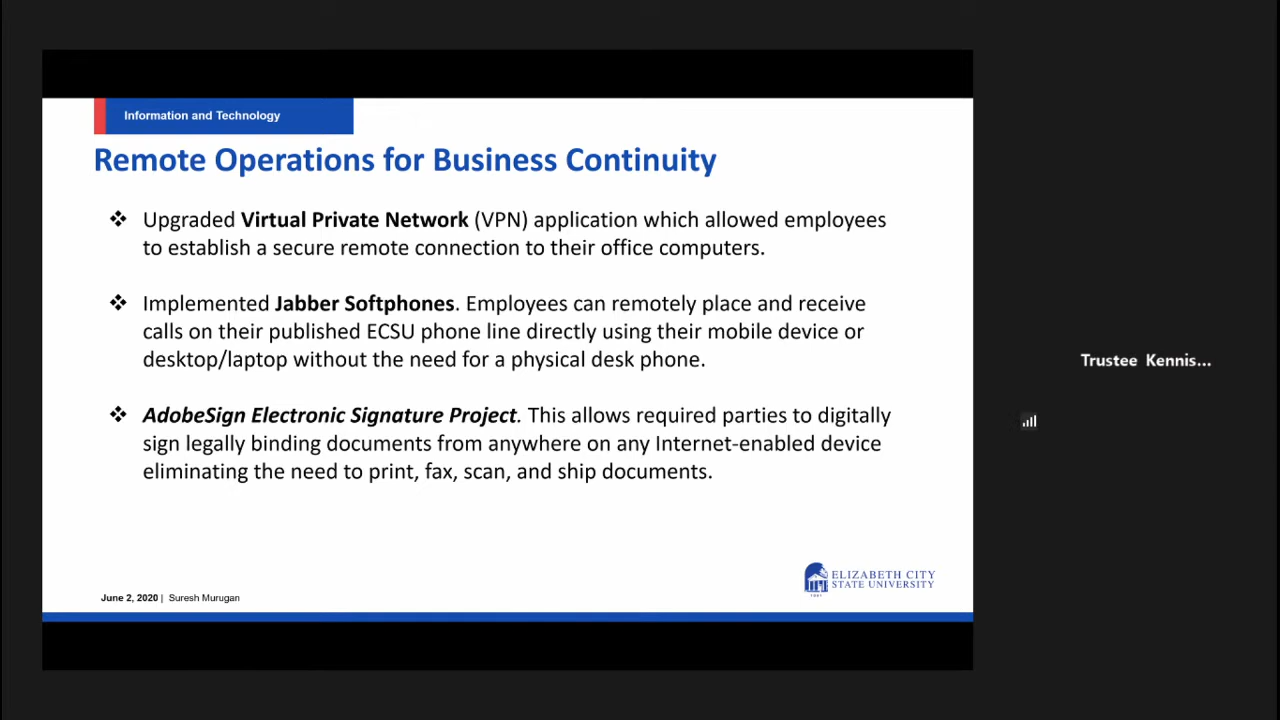 Information and Technology
Remote Operations for Business Continuity
❖ Upgraded Virtual Private Network (VPN) application which allowed employees
to establish a secure remote connection to their office computers.
❖ Implemented Jabber Softphones. Employees can remotely place and receive
calls on their published ECSU phone line directly using their mobile device or
desktop/laptop without the need for a physical desk phone.
❖ AdobeSign Electronic Signature Project. This allows required parties to digitally
sign legally binding documents from anywhere on any Internet-enabled device
eliminating the need to print, fax, scan, and ship documents.
Trustee Kennis...
ELIZABETH CITY
STATE UNIVERSITY
June 2, 2020 | Suresh Murugan